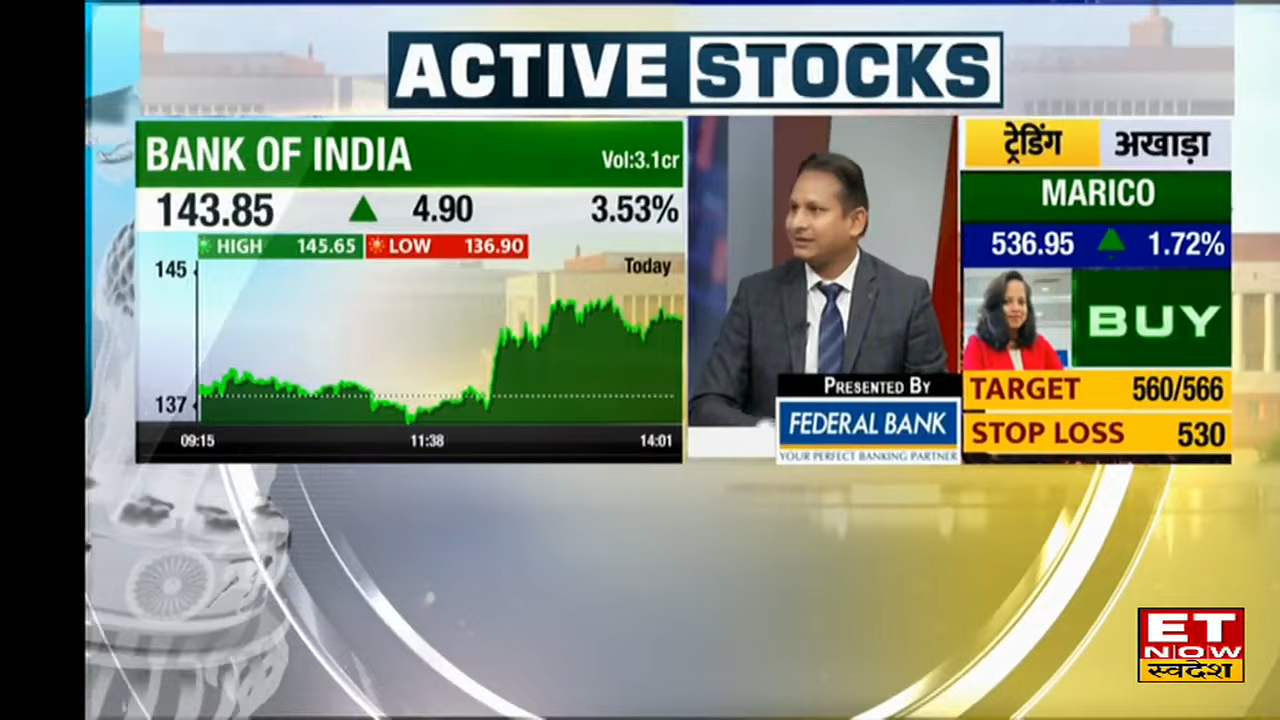 ACTIVE STOCKS
BANK OF INDIA Vol:3.1cr
143.85 ▲ 4.90 3.53%
HIGH 145.65 LOW 136.90
Today
145
137
09:15 11:38 14:01
PRESENTED BY
FEDERAL BANK
YOUR PERFECT BANKING PARTNER
ट्रेडिंग अखाड़ा
MARICO
536.95 ▲ 1.72%
BUY
TARGET 560/566
STOP LOSS 530
ET
NOW
स्वदेश